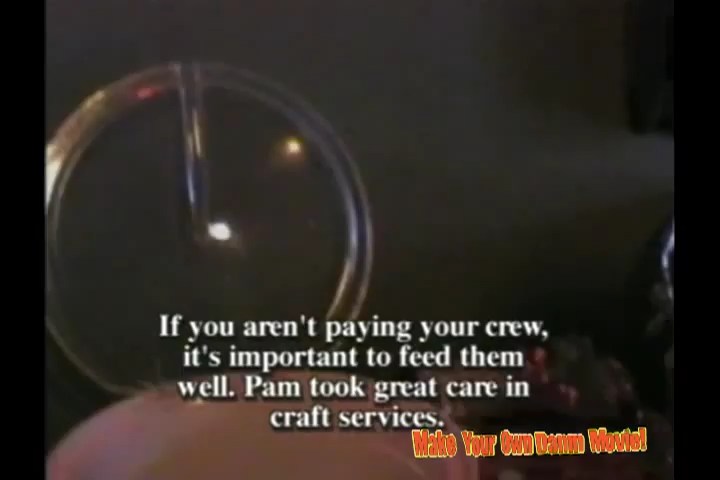 If you aren't paying your crew,
it's important to feed them
well. Pam took great care in
craft services.
Make Your Own Damn Movie!